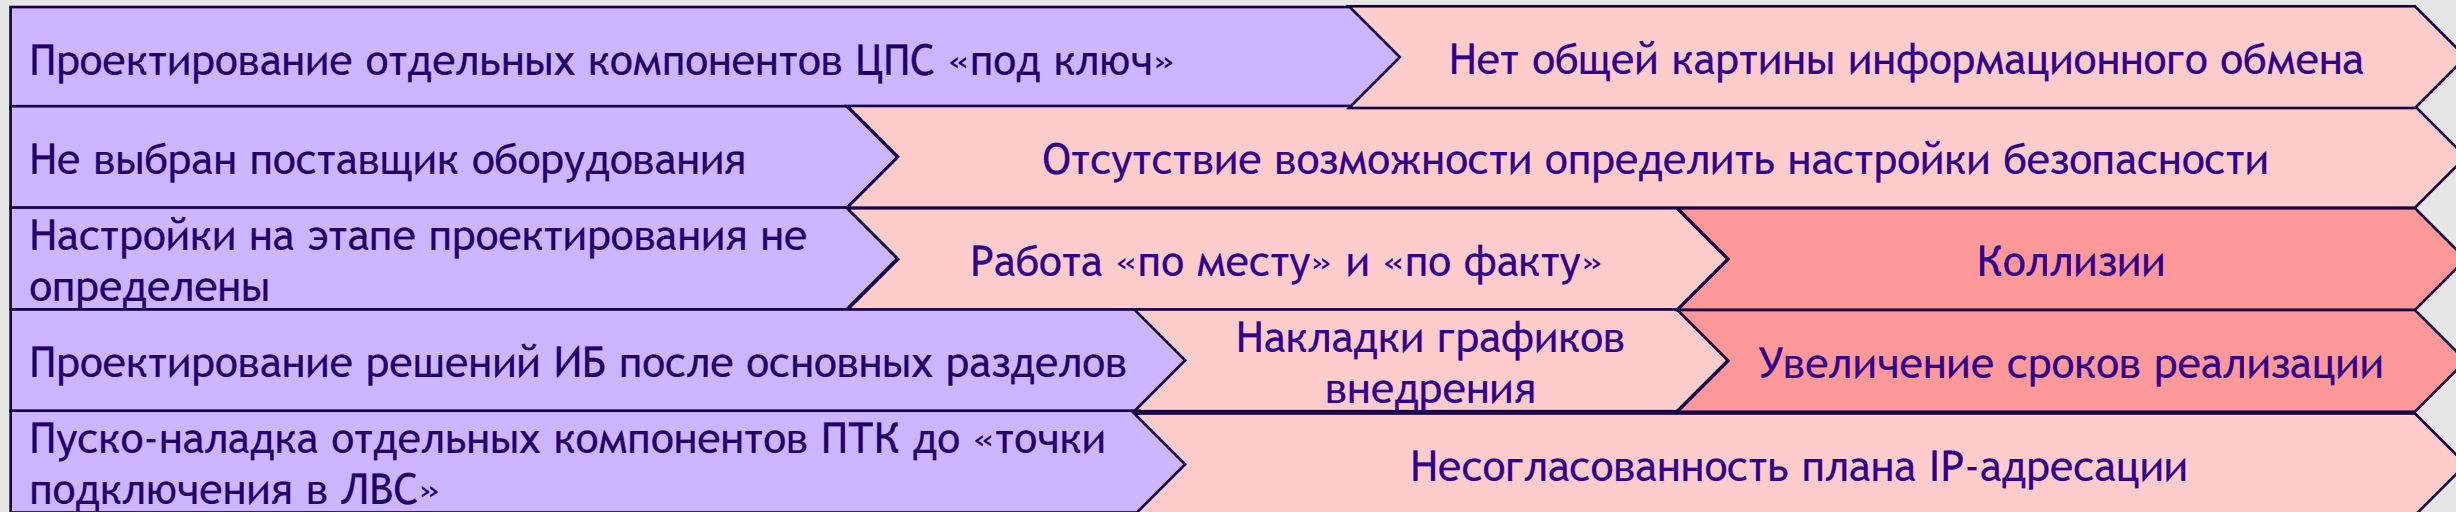 Проектирование отдельных компонентов ЦПС «под ключ»
Нет общей картины информационного обмена
Не выбран поставщик оборудования
Отсутствие возможности определить настройки безопасности
Настройки на этапе проектирования не
определены
Работа «по месту» и «по факту»
Коллизии
Проектирование решений ИБ после основных разделов
Накладки графиков
внедрения
Увеличение сроков реализации
Пуско-наладка отдельных компонентов ПТК до «точки
подключения в ЛВС»
Несогласованность плана IP-адресации